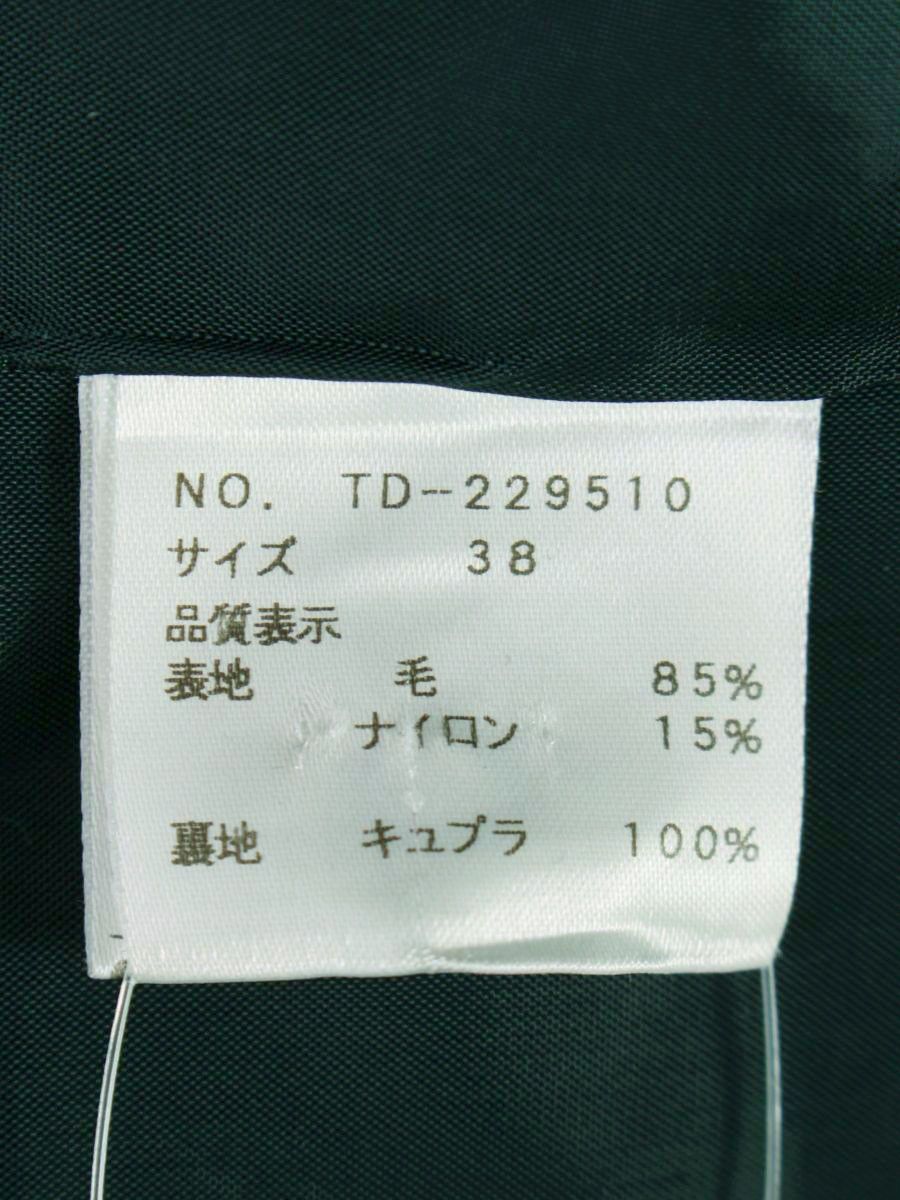 NO. TD-229510
サイズ 38
品質表示
表地 毛 85%
ナイロン 15%
裏地 キュプラ 100%